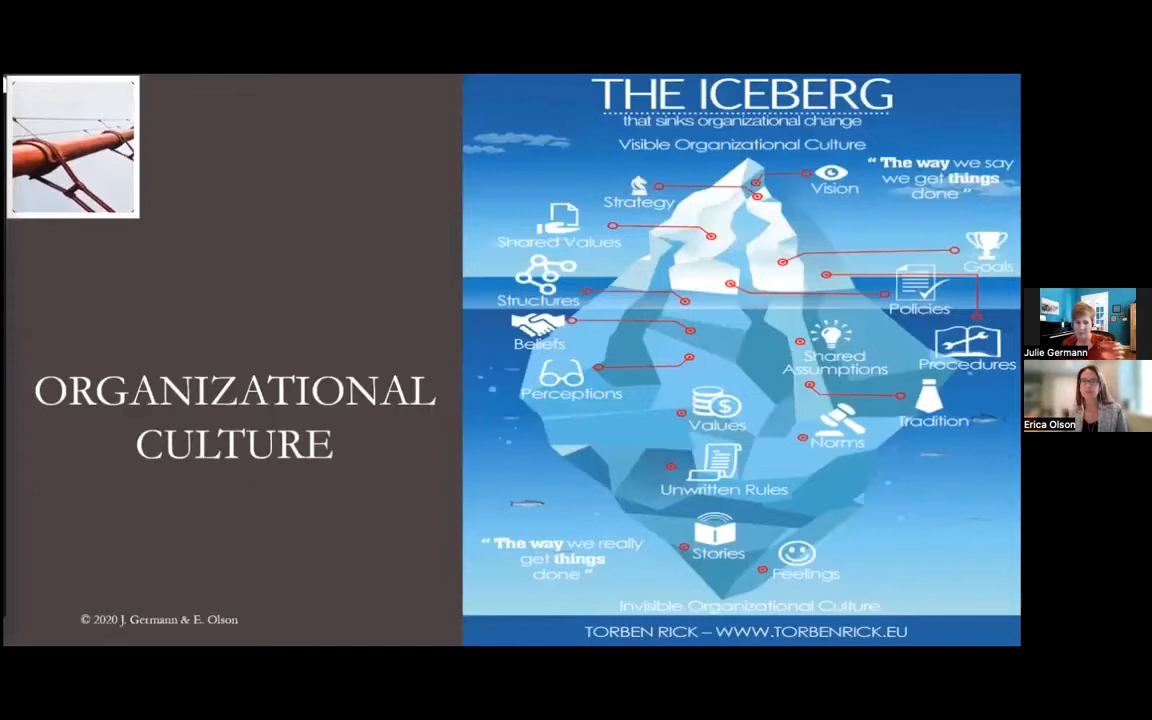 THE ICEBERG
that sinks organizational change
Visible Organizational Culture
“ The way we say
we get things
done ”
Vision
Strategy
Shared Values
Goals
Structures
Policies
Beliefs
Shared
Assumptions
Procedures
Perceptions
Values
Tradition
Norms
Unwritten Rules
“ The way we really
get things
done ”
Stories
Feelings
Invisible Organizational Culture
TORBEN RICK – WWW.TORBENRICK.EU
ORGANIZATIONAL
CULTURE
© 2020 J. Germann & E. Olson
Julie Germann
Erica Olson